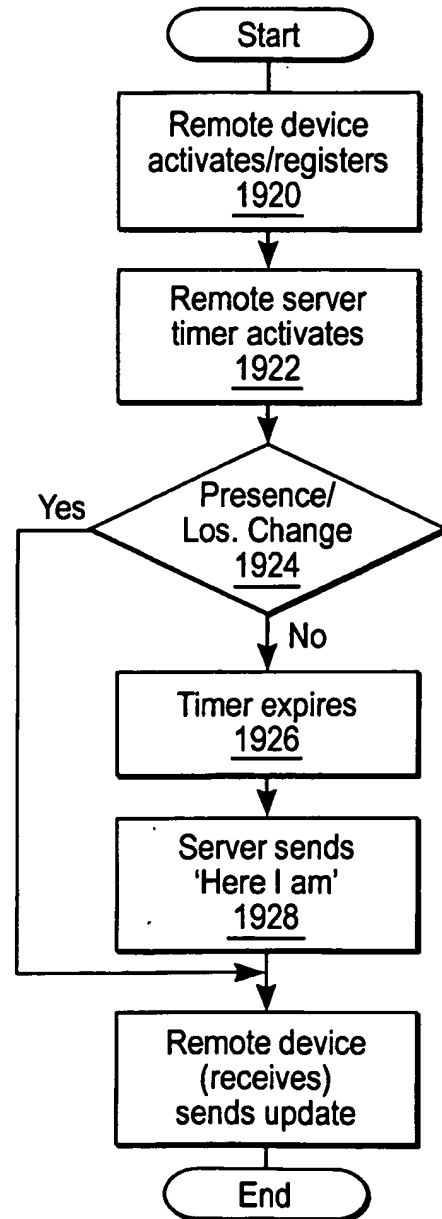 Start
Remote device
activates/registers
1920
Remote server
timer activates
1922
Yes
Presence/
Los. Change
1924
No
Timer expires
1926
Server sends
'Here I am'
1928
Remote device
(receives)
sends update
End